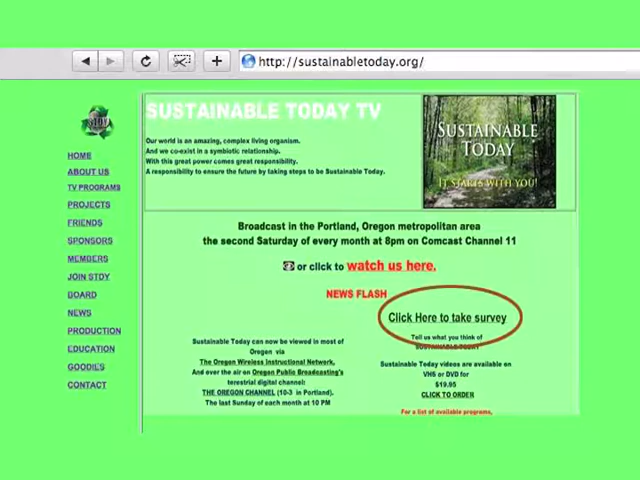 http://sustainabletoday.org/
STDY
HOME
ABOUT US
TV PROGRAMS
PROJECTS
FRIENDS
SPONSORS
MEMBERS
JOIN STDY
BOARD
NEWS
PRODUCTION
EDUCATION
GOODIES
CONTACT
SUSTAINABLE TODAY TV
Our world is an amazing, complex living organism.
And we co-exist in a symbiotic relationship.
With this great power comes great responsibility.
A responsibility to ensure the future by taking steps to be Sustainable Today.
SUSTAINABLE
TODAY
IT STARTS WITH YOU!
Broadcast in the Portland, Oregon metropolitan area
the second Saturday of every month at 8pm on Comcast Channel 11
or click to watch us here.
NEWS FLASH
Sustainable Today can now be viewed in most of
Oregon via
The Oregon Wireless Instructional Network,
And over the air on Oregon Public Broadcasting's
terestrial digital channel:
THE OREGON CHANNEL (10-3 in Portland).
The last Sunday of each month at 10 PM
Click Here to take survey
Tell us what you think of
SUSTAINABLE TODAY
Sustainable Today videos are available on
VHS or DVD for
$19.95
CLICK TO ORDER
For a list of available programs,